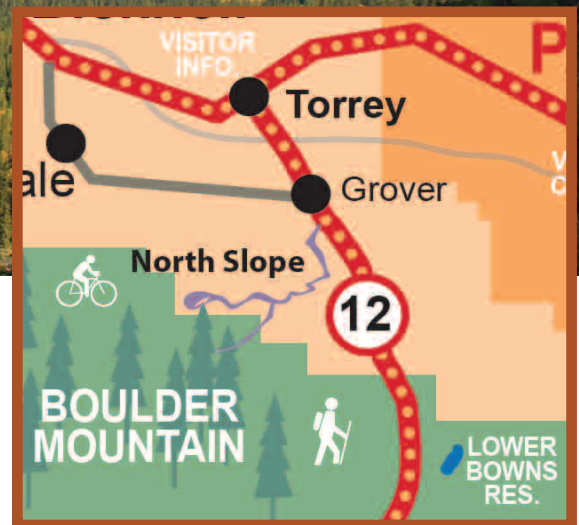 VISITOR
INFO.
P
Torrey
V
C
ale
Grover
North Slope
12
BOULDER
MOUNTAIN
LOWER
BOWNS
RES.